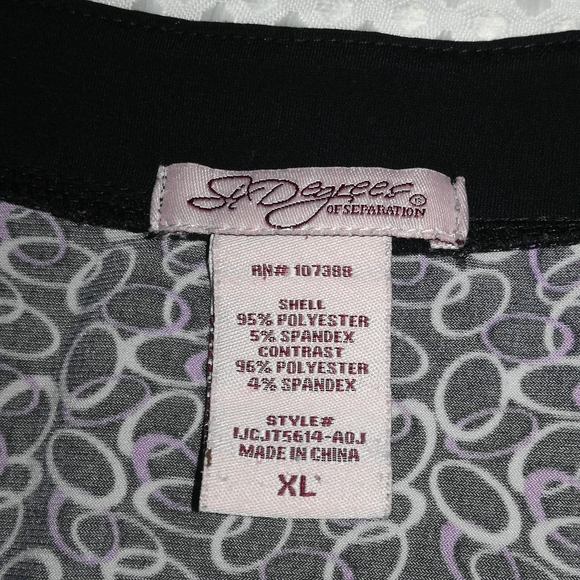 Six Degrees ®
OF SEPARATION
RN# 107388
SHELL
95% POLYESTER
5% SPANDEX
CONTRAST
96% POLYESTER
4% SPANDEX
STYLE#
IJCJT5614-A0J
MADE IN CHINA
XL